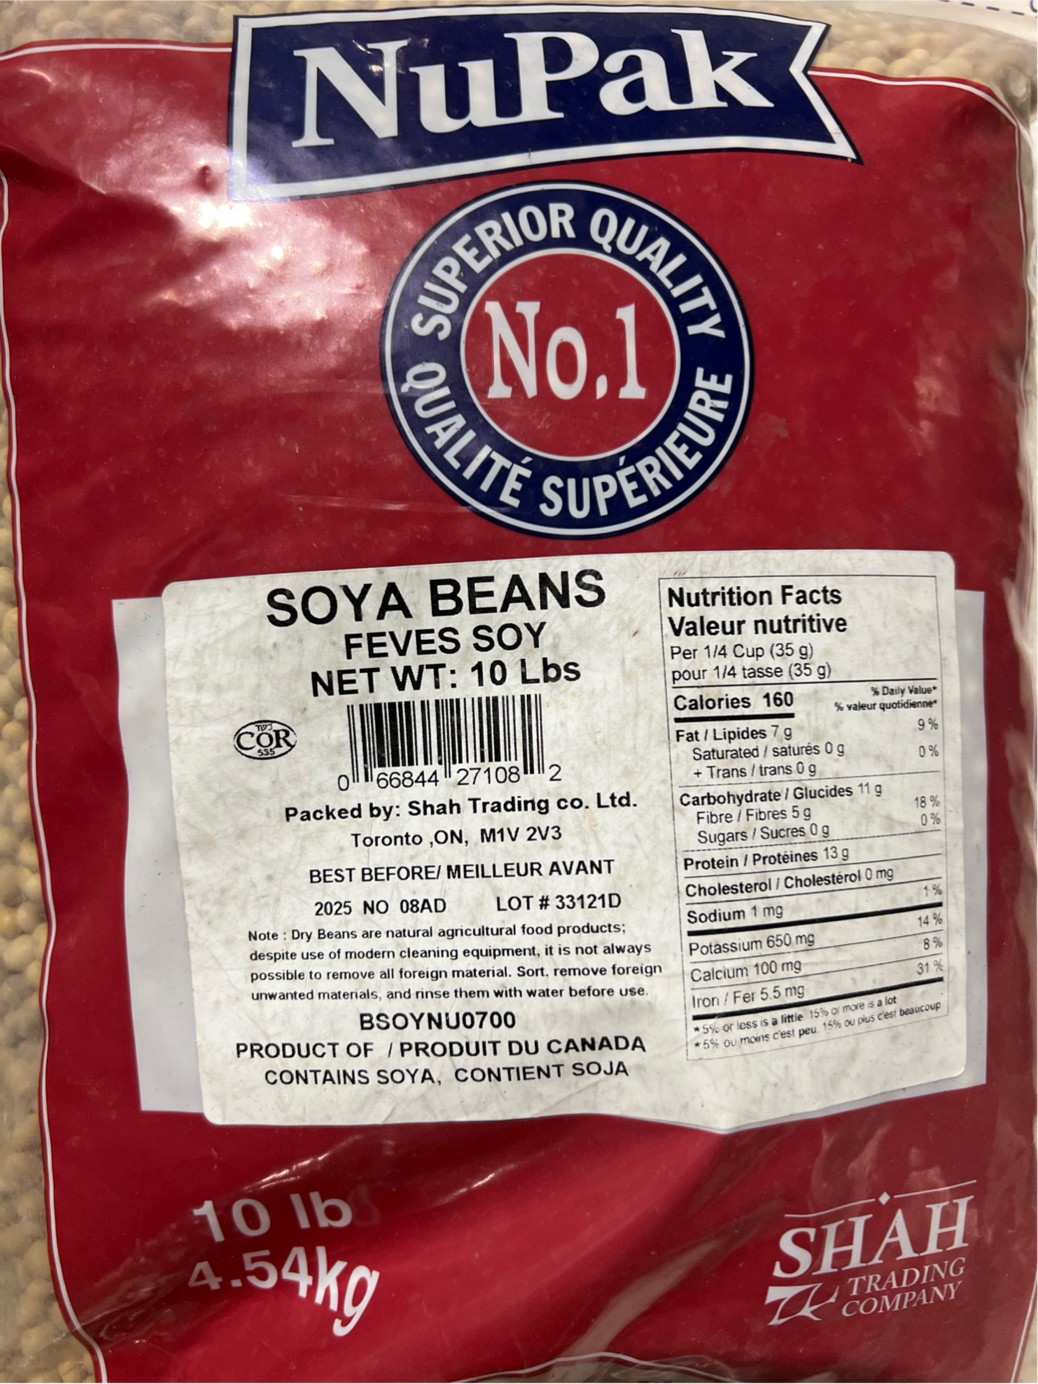 NuPak
SUPERIOR QUALITY
No.1
QUALITÉ SUPÉRIEURE
SOYA BEANS
FEVES SOY
NET WT: 10 Lbs
COR
535
0 66844 27108 2
Packed by: Shah Trading co. Ltd.
Toronto ,ON, M1V 2V3
BEST BEFORE/ MEILLEUR AVANT
2025 NO 08AD LOT # 33121D
Note : Dry Beans are natural agricultural food products;
despite use of modern cleaning equipment, it is not always
possible to remove all foreign material. Sort, remove foreign
unwanted materials, and rinse them with water before use.
BSOYNU0700
PRODUCT OF / PRODUIT DU CANADA
CONTAINS SOYA, CONTIENT SOJA
Nutrition Facts
Valeur nutritive
Per 1/4 Cup (35 g)
pour 1/4 tasse (35 g)
Calories 160
% Daily Value*
% valeur quotidienne*
Fat / Lipides 7 g 9 %
Saturated / saturés 0 g 0 %
+ Trans / trans 0 g
Carbohydrate / Glucides 11 g
Fibre / Fibres 5 g 18 %
Sugars / Sucres 0 g 0 %
Protein / Protéines 13 g
Cholesterol / Cholestérol 0 mg
Sodium 1 mg 1 %
Potassium 650 mg 14 %
Calcium 100 mg 8 %
Iron / Fer 5.5 mg 31 %
* 5% or less is a little 15% or more is a lot
* 5% ou moins c'est peu. 15% ou plus c'est beaucoup
10 lb
4.54kg
SHAH
TRADING
COMPANY